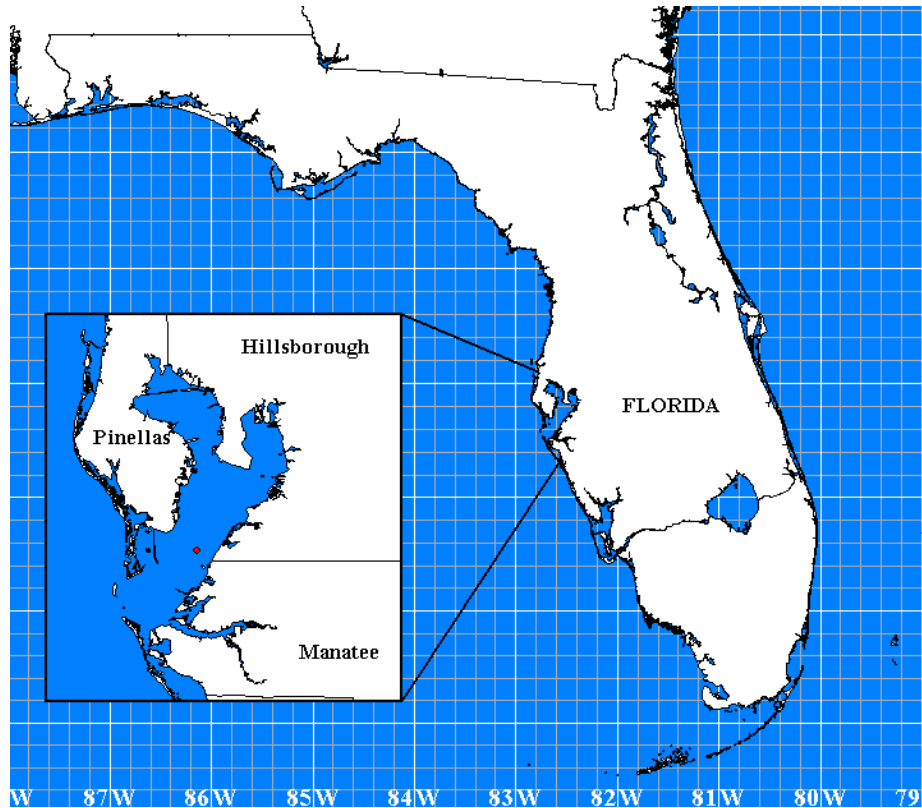 Hillsborough
Pinellas
FLORIDA
Manatee
W 87W 86W 85W 84W 83W 82W 81W 80W 79